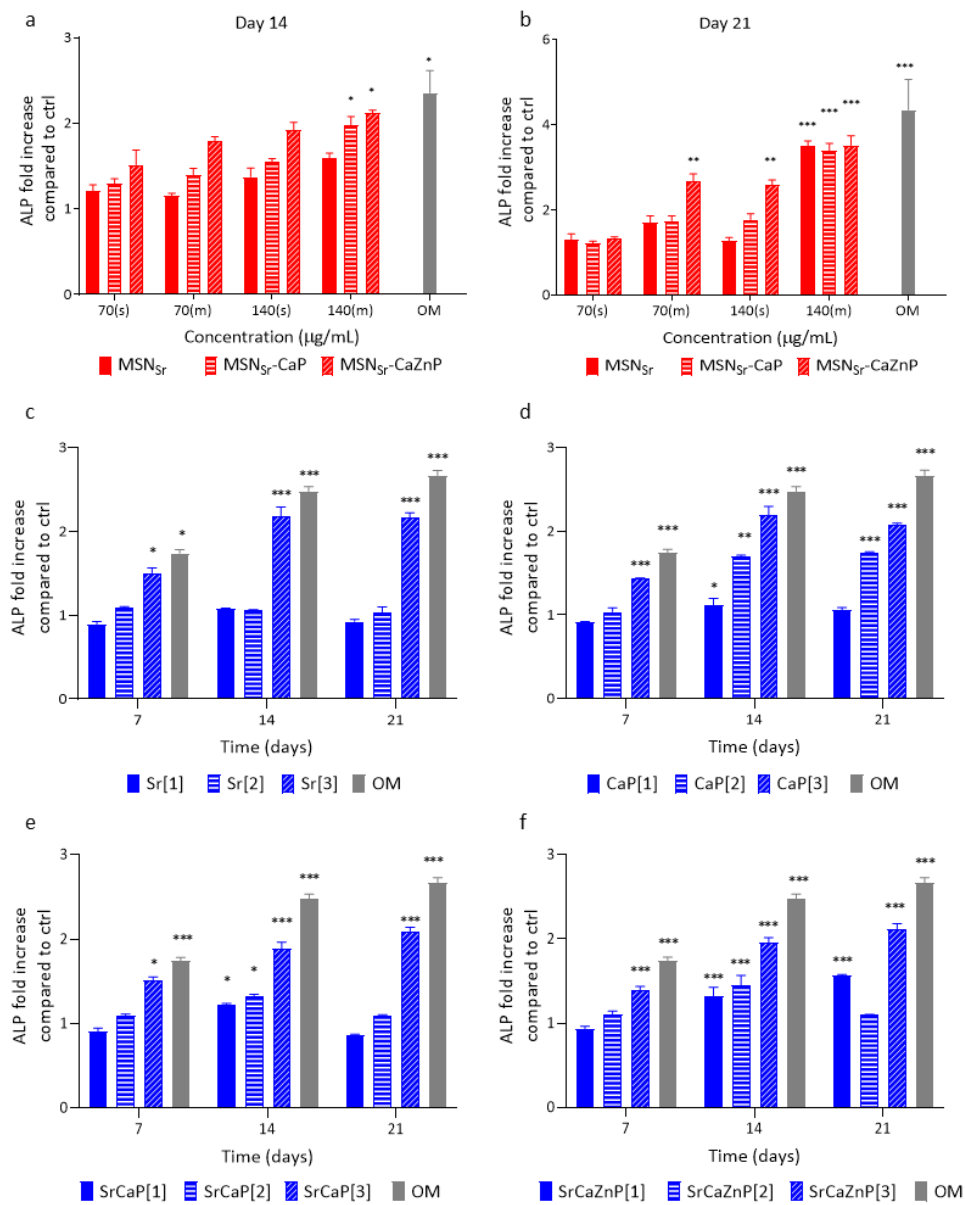 a
Day 14
ALP fold increase
compared to ctrl
3
2
1
0
*
*
*
70(s) 70(m) 140(s) 140(m) OM
Concentration (µg/mL)
MSNSr MSNSr-CaP MSNSr-CaZnP
b
Day 21
ALP fold increase
compared to ctrl
6
4
2
0
**
**
***
***
***
***
70(s) 70(m) 140(s) 140(m) OM
Concentration (µg/mL)
MSNSr MSNSr-CaP MSNSr-CaZnP
c
ALP fold increase
compared to ctrl
3
2
1
0
*
*
***
***
***
***
7 14 21
Time (days)
Sr[1] Sr[2] Sr[3] OM
d
ALP fold increase
compared to ctrl
3
2
1
0
***
***
*
**
***
***
***
***
***
7 14 21
Time (days)
CaP[1] CaP[2] CaP[3] OM
e
ALP fold increase
compared to ctrl
3
2
1
0
*
***
*
*
***
***
***
***
7 14 21
Time (days)
SrCaP[1] SrCaP[2] SrCaP[3] OM
f
ALP fold increase
compared to ctrl
3
2
1
0
***
***
***
***
***
***
***
***
***
7 14 21
Time (days)
SrCaZnP[1] SrCaZnP[2] SrCaZnP[3] OM